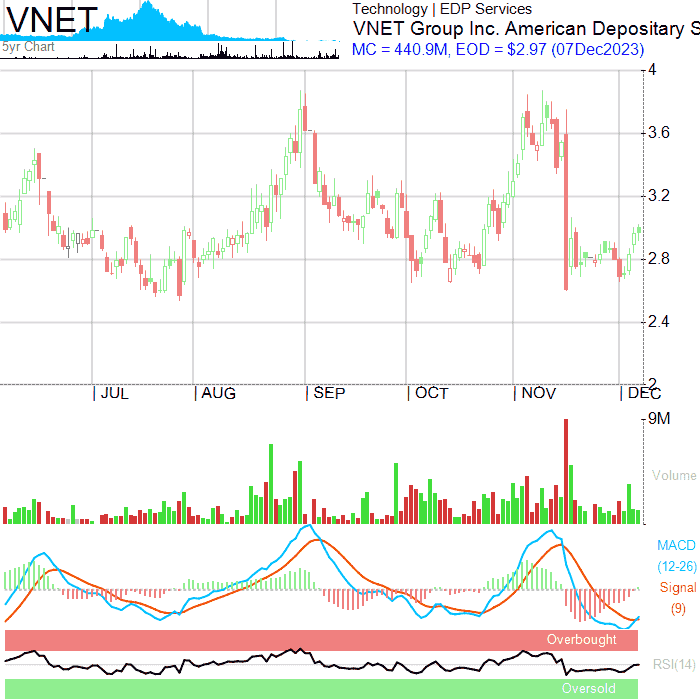 VNET
5yr Chart
Technology | EDP Services
VNET Group Inc. American Depositary S
MC = 440.9M, EOD = $2.97 (07Dec2023)
4
3.6
3.2
2.8
2.4
2
| JUL | AUG | SEP | OCT | NOV | DEC
9M
Volume
MACD
(12-26)
Signal
(9)
Overbought
RSI(14)
Oversold